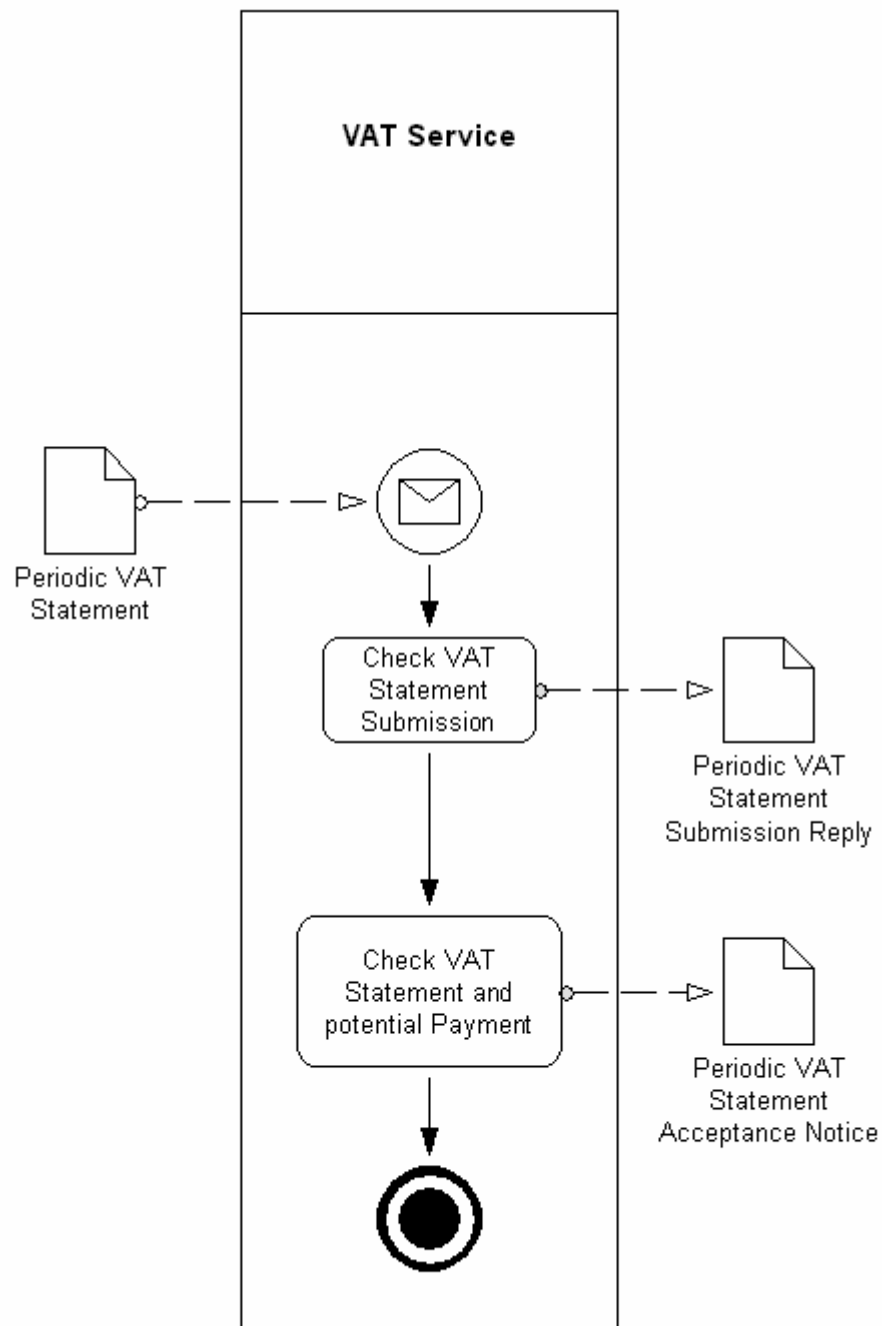 VAT Service
Periodic VAT
Statement
Check VAT
Statement
Submission
Periodic VAT
Statement
Submission Reply
Check VAT
Statement and
potential Payment
Periodic VAT
Statement
Acceptance Notice